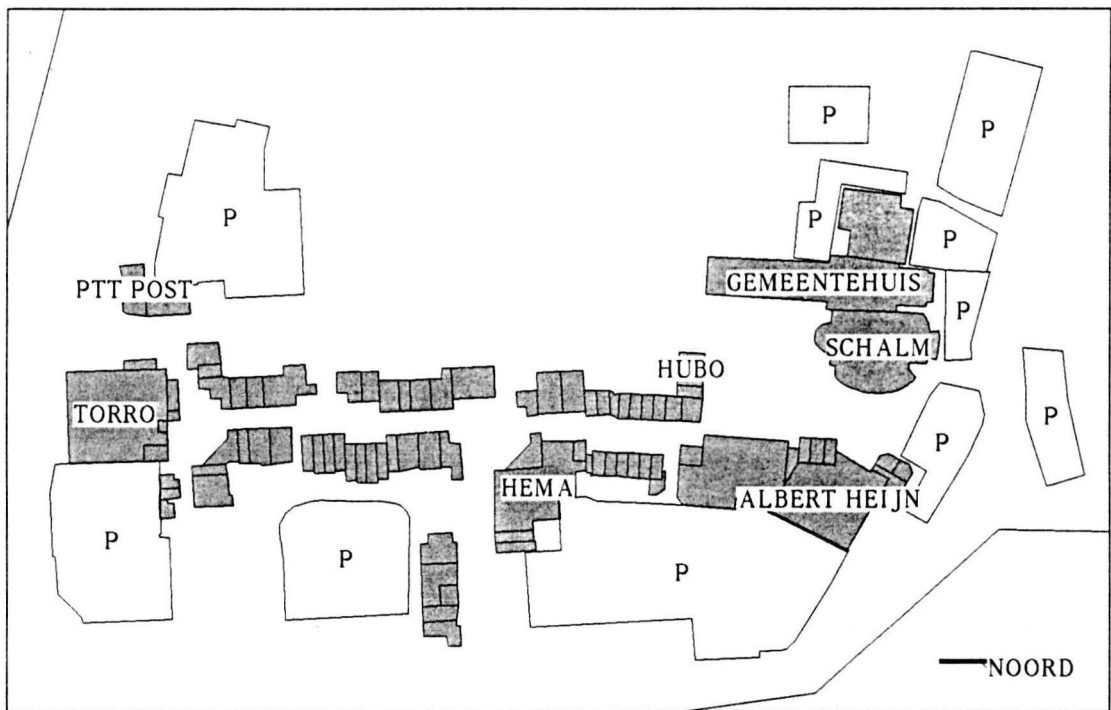 P
P
P
P
P
PTT POST
GEMEENTEHUIS
P
SCHALM
HUBO
TORRO
P
P
HEMA
ALBERT HEIJN
P
P
P
NOORD